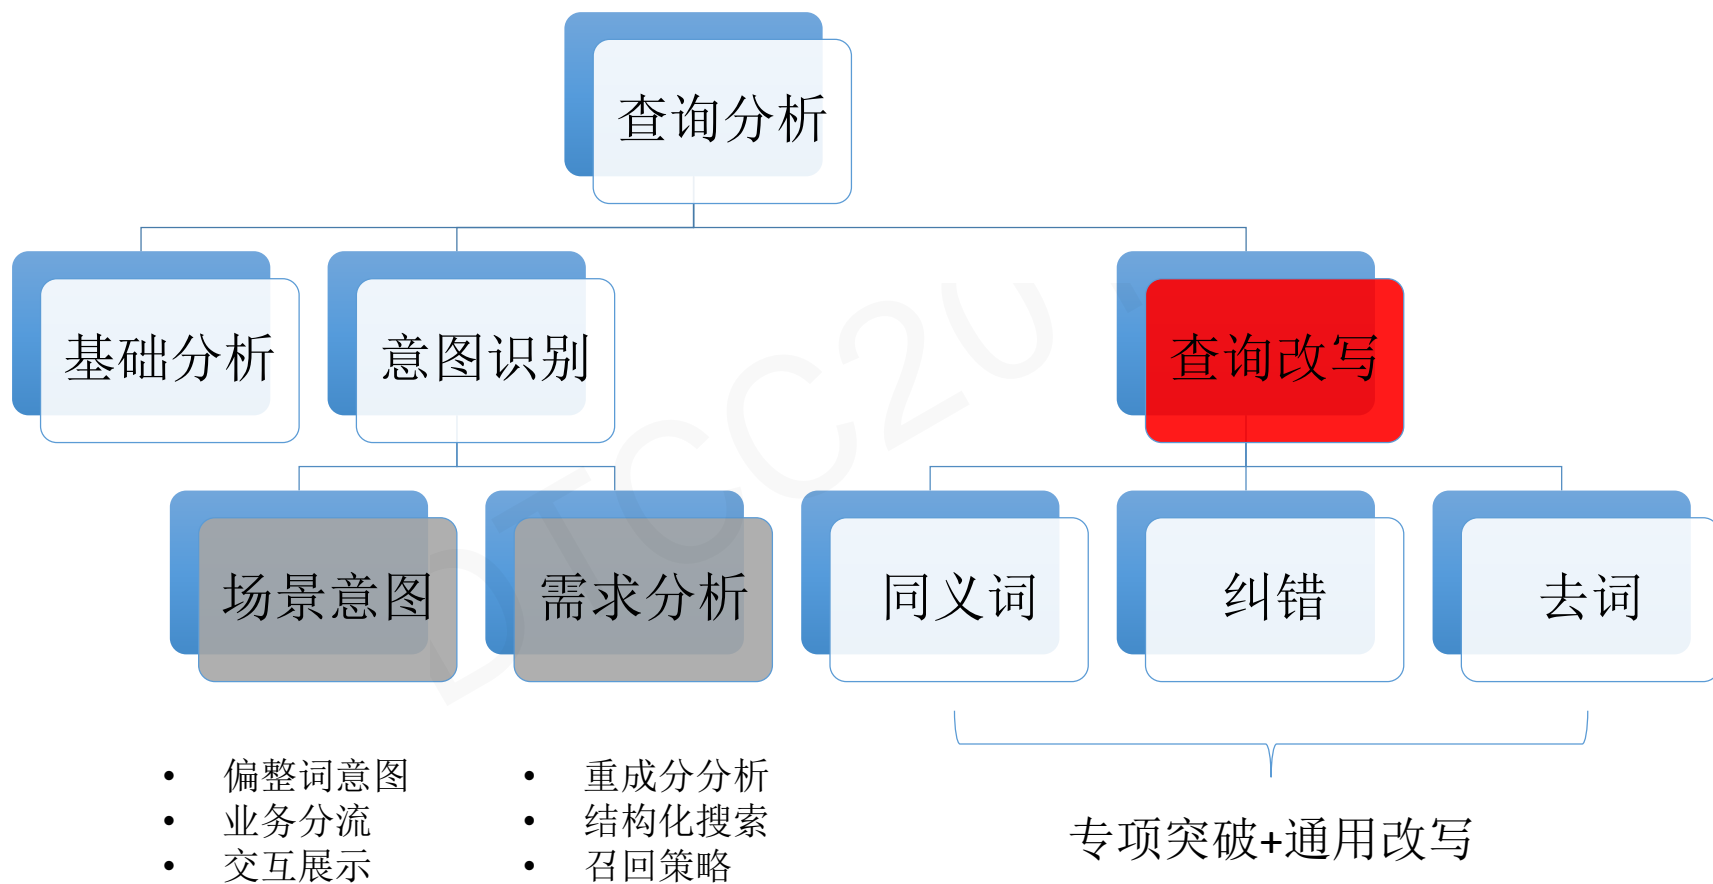 查询分析
基础分析
意图识别
查询改写
场景意图
需求分析
同义词
纠错
去词
• 偏整词意图
• 业务分流
• 交互展示
• 重成分分析
• 结构化搜索
• 召回策略
专项突破+通用改写
DTCC20